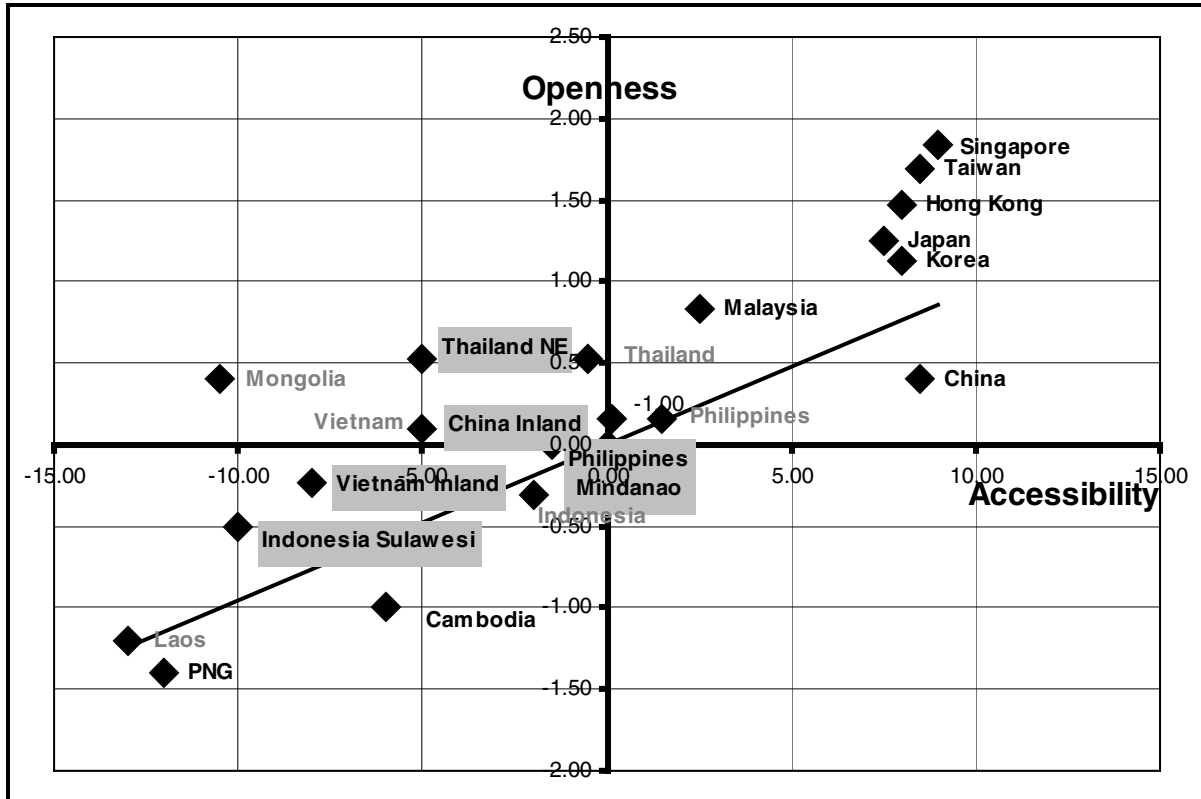 2.50
Openness
2.00
Singapore
Taiwan
1.50
Hong Kong
Japan
Korea
1.00
Malaysia
Thailand NE
0.50
Thailand
Mongolia
China
-1.00
Philippines
Vietnam
China Inland
0.00
Philippines
Mindanao
-15.00
-10.00
-5.00
0.00
5.00
10.00
15.00
Vietnam Inland
Accessibility
Indonesia
-0.50
Indonesia Sulawesi
-1.00
Cambodia
Laos
PNG
-1.50
-2.00